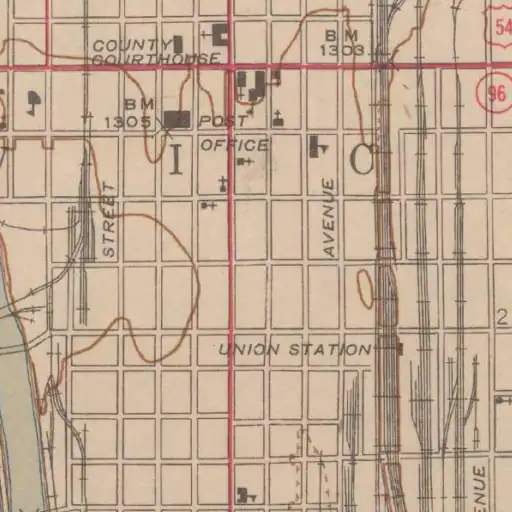 54
COUNTY
COURTHOUSE
BM
1303
96
BM
1305
POST
OFFICE
I
C
STREET
AVENUE
2
UNION STATION
ENUE